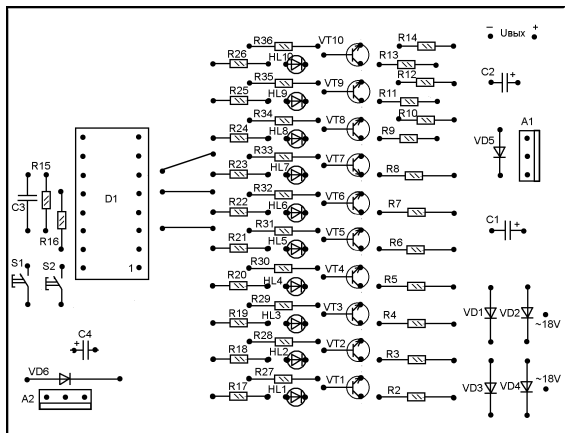 R36 VT10 R14 − Uвых +
R26 HL10 R13
R35 VT9 R12 C2 +
R25 HL9 R11
R34 VT8 R10 A1
R24 HL8 R9 VD5
R15 R33 VT7
R23 HL7 R8
D1 R32 VT6
C3 R22 HL6 R7
R16 R31 VT5 C1 +
R21 HL5 R6
S1 S2 1 R30 VT4
R20 HL4 R5
R29 VT3 VD1 VD2
R19 HL3 R4 ~18V
C4 R28 VT2
+ R18 HL2 R3
VD6 R27 VT1 VD3 VD4 ~18V
A2 R17 HL1 R2